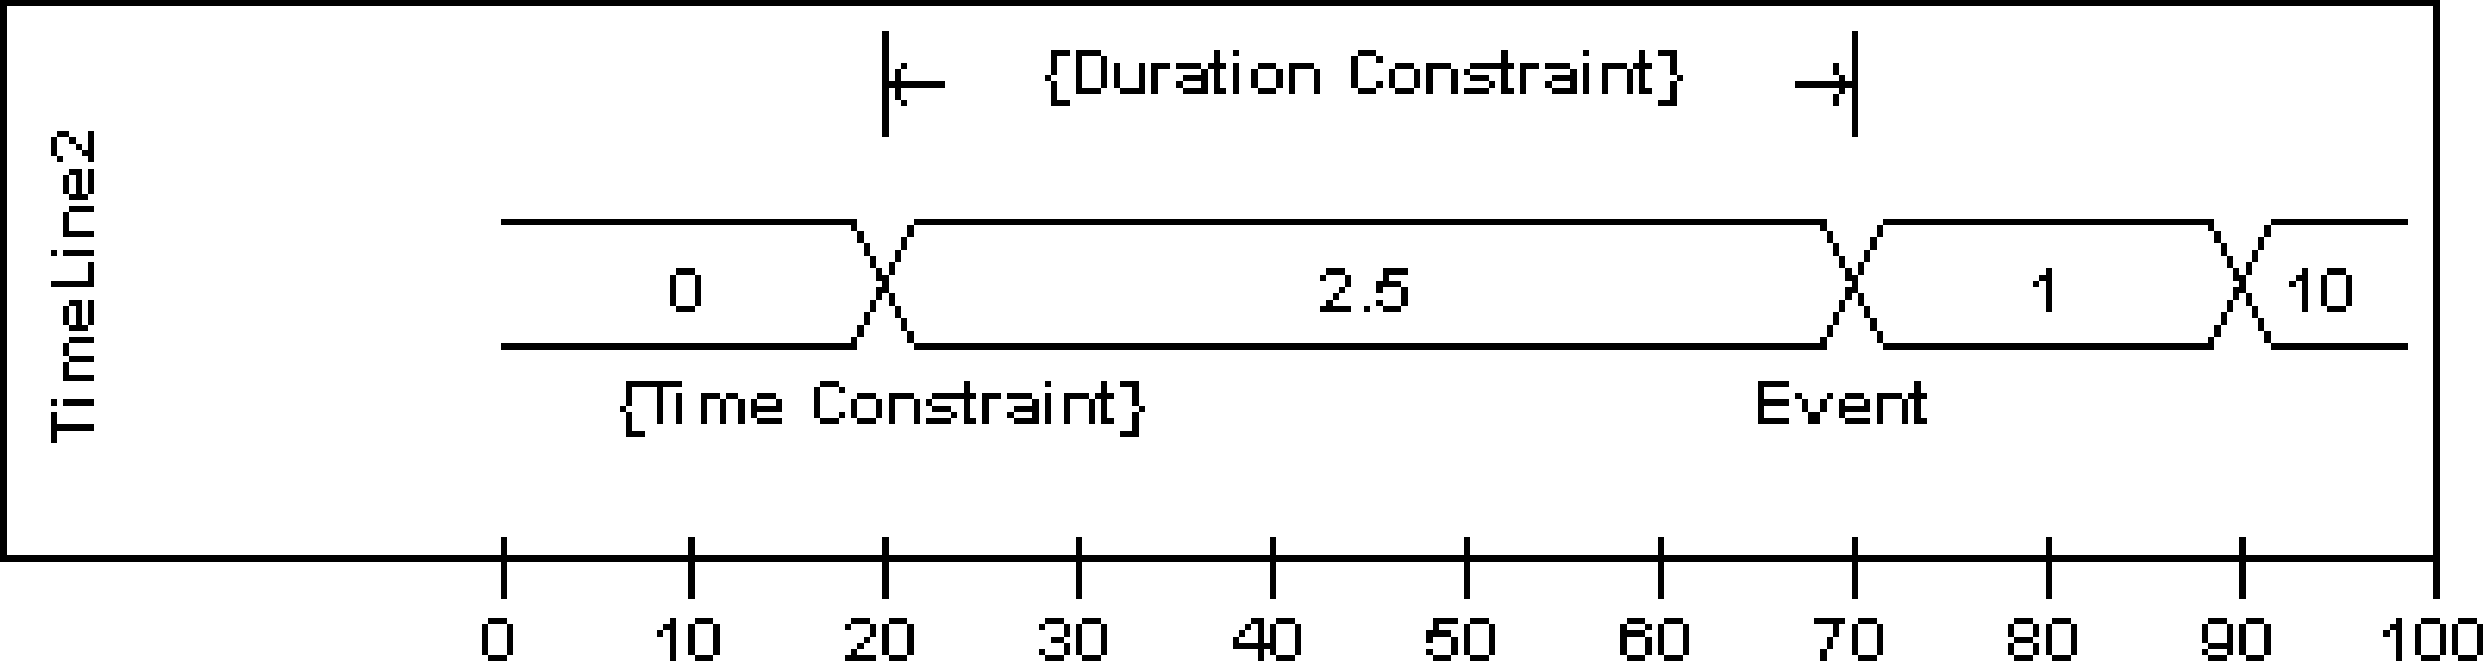 {Duration Constraint}
TimeLine2
0 2.5 1 10
{Time Constraint} Event
0 10 20 30 40 50 60 70 80 90 100